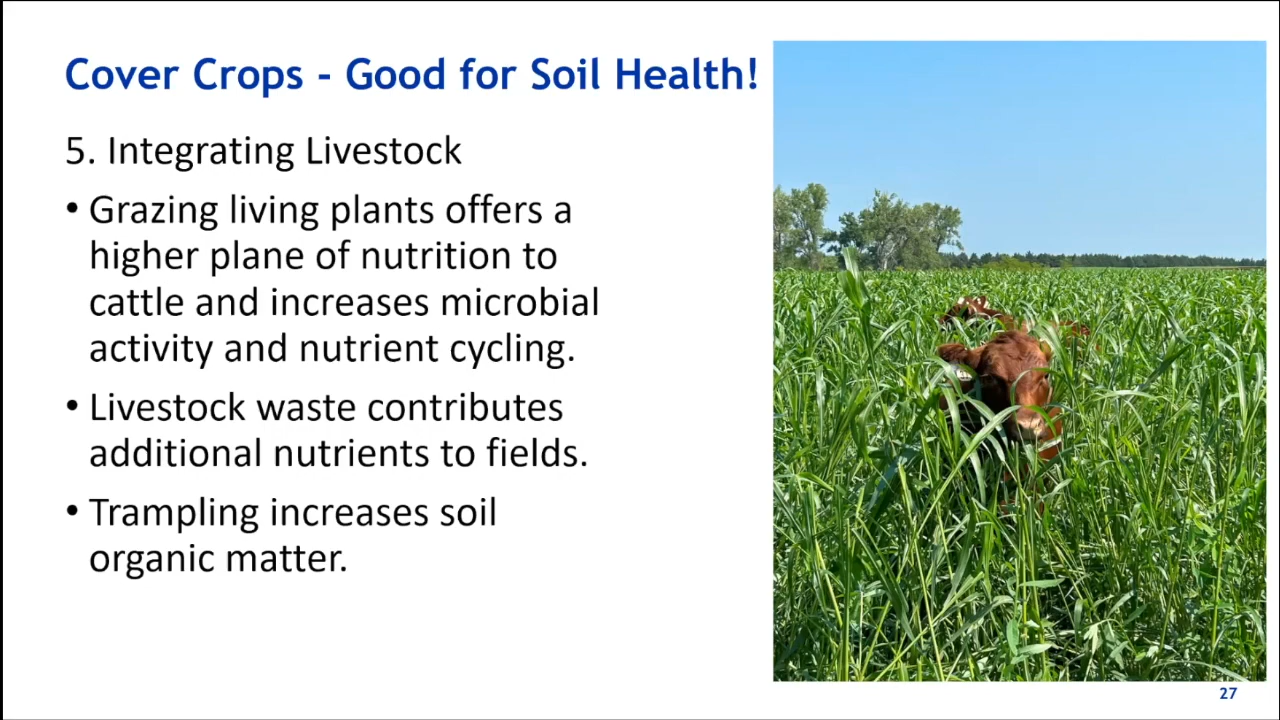 Cover Crops - Good for Soil Health!
5. Integrating Livestock
• Grazing living plants offers a
higher plane of nutrition to
cattle and increases microbial
activity and nutrient cycling.
• Livestock waste contributes
additional nutrients to fields.
• Trampling increases soil
organic matter.
27